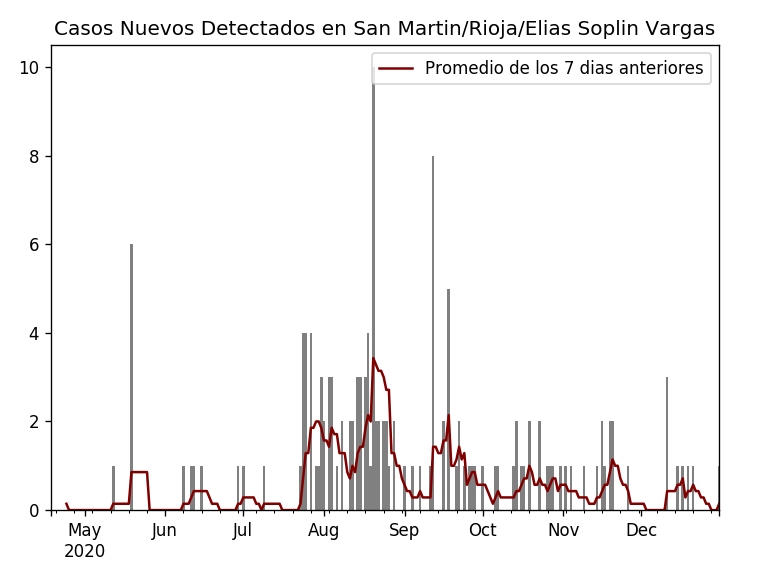 Casos Nuevos Detectados en San Martin/Rioja/Elias Soplin Vargas
Promedio de los 7 dias anteriores
10
8
6
4
2
0
May Jun Jul Aug Sep Oct Nov Dec
2020